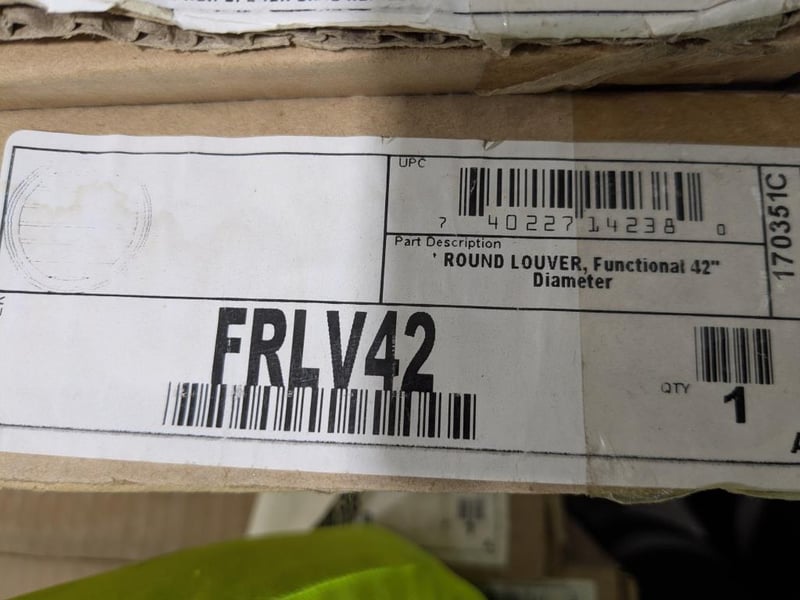 UPC
7 40227 14238 0
170351C
Part Description
' ROUND LOUVER, Functional 42"
Diameter
FRLV42
QTY
1